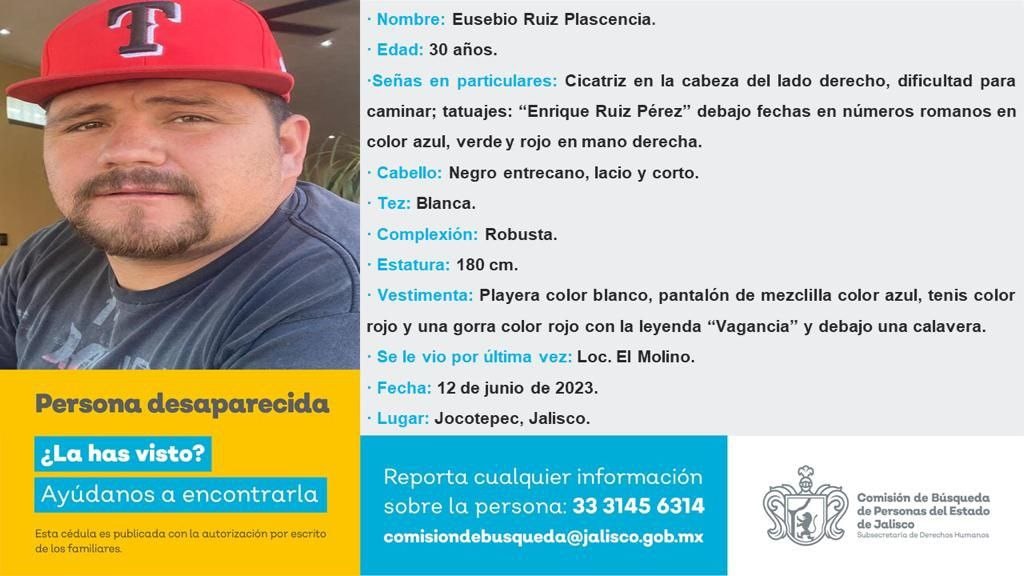 T
· Nombre: Eusebio Ruiz Plascencia.
· Edad: 30 años.
·Señas en particulares: Cicatriz en la cabeza del lado derecho, dificultad para
caminar; tatuajes: “Enrique Ruiz Pérez” debajo fechas en números romanos en
color azul, verde y rojo en mano derecha.
· Cabello: Negro entrecano, lacio y corto.
· Tez: Blanca.
· Complexión: Robusta.
· Estatura: 180 cm.
· Vestimenta: Playera color blanco, pantalón de mezclilla color azul, tenis color
rojo y una gorra color rojo con la leyenda “Vagancia” y debajo una calavera.
· Se le vio por última vez: Loc. El Molino.
· Fecha: 12 de junio de 2023.
· Lugar: Jocotepec, Jalisco.
Persona desaparecida
¿La has visto?
Ayúdanos a encontrarla
Esta cédula es publicada con la autorización por escrito
de los familiares.
Reporta cualquier información
sobre la persona: 33 3145 6314
comisiondebusqueda@jalisco.gob.mx
Comisión de Búsqueda
de Personas del Estado
de Jalisco
Subsecretaría de Derechos Humanos